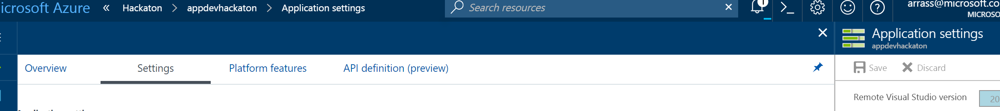 icrosoft Azure « Hackaton > appdevhackaton > Application settings Search resources arrass@microsoft.co
MICROSO
Application settings
appdevhackaton
Overview Settings Platform features API definition (preview)
Save Discard
Remote Visual Studio version 20